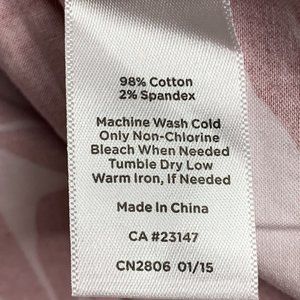 98% Cotton
2% Spandex
Machine Wash Cold
Only Non-Chlorine
Bleach When Needed
Tumble Dry Low
Warm Iron, If Needed
Made In China
CA #23147
CN2806 01/15